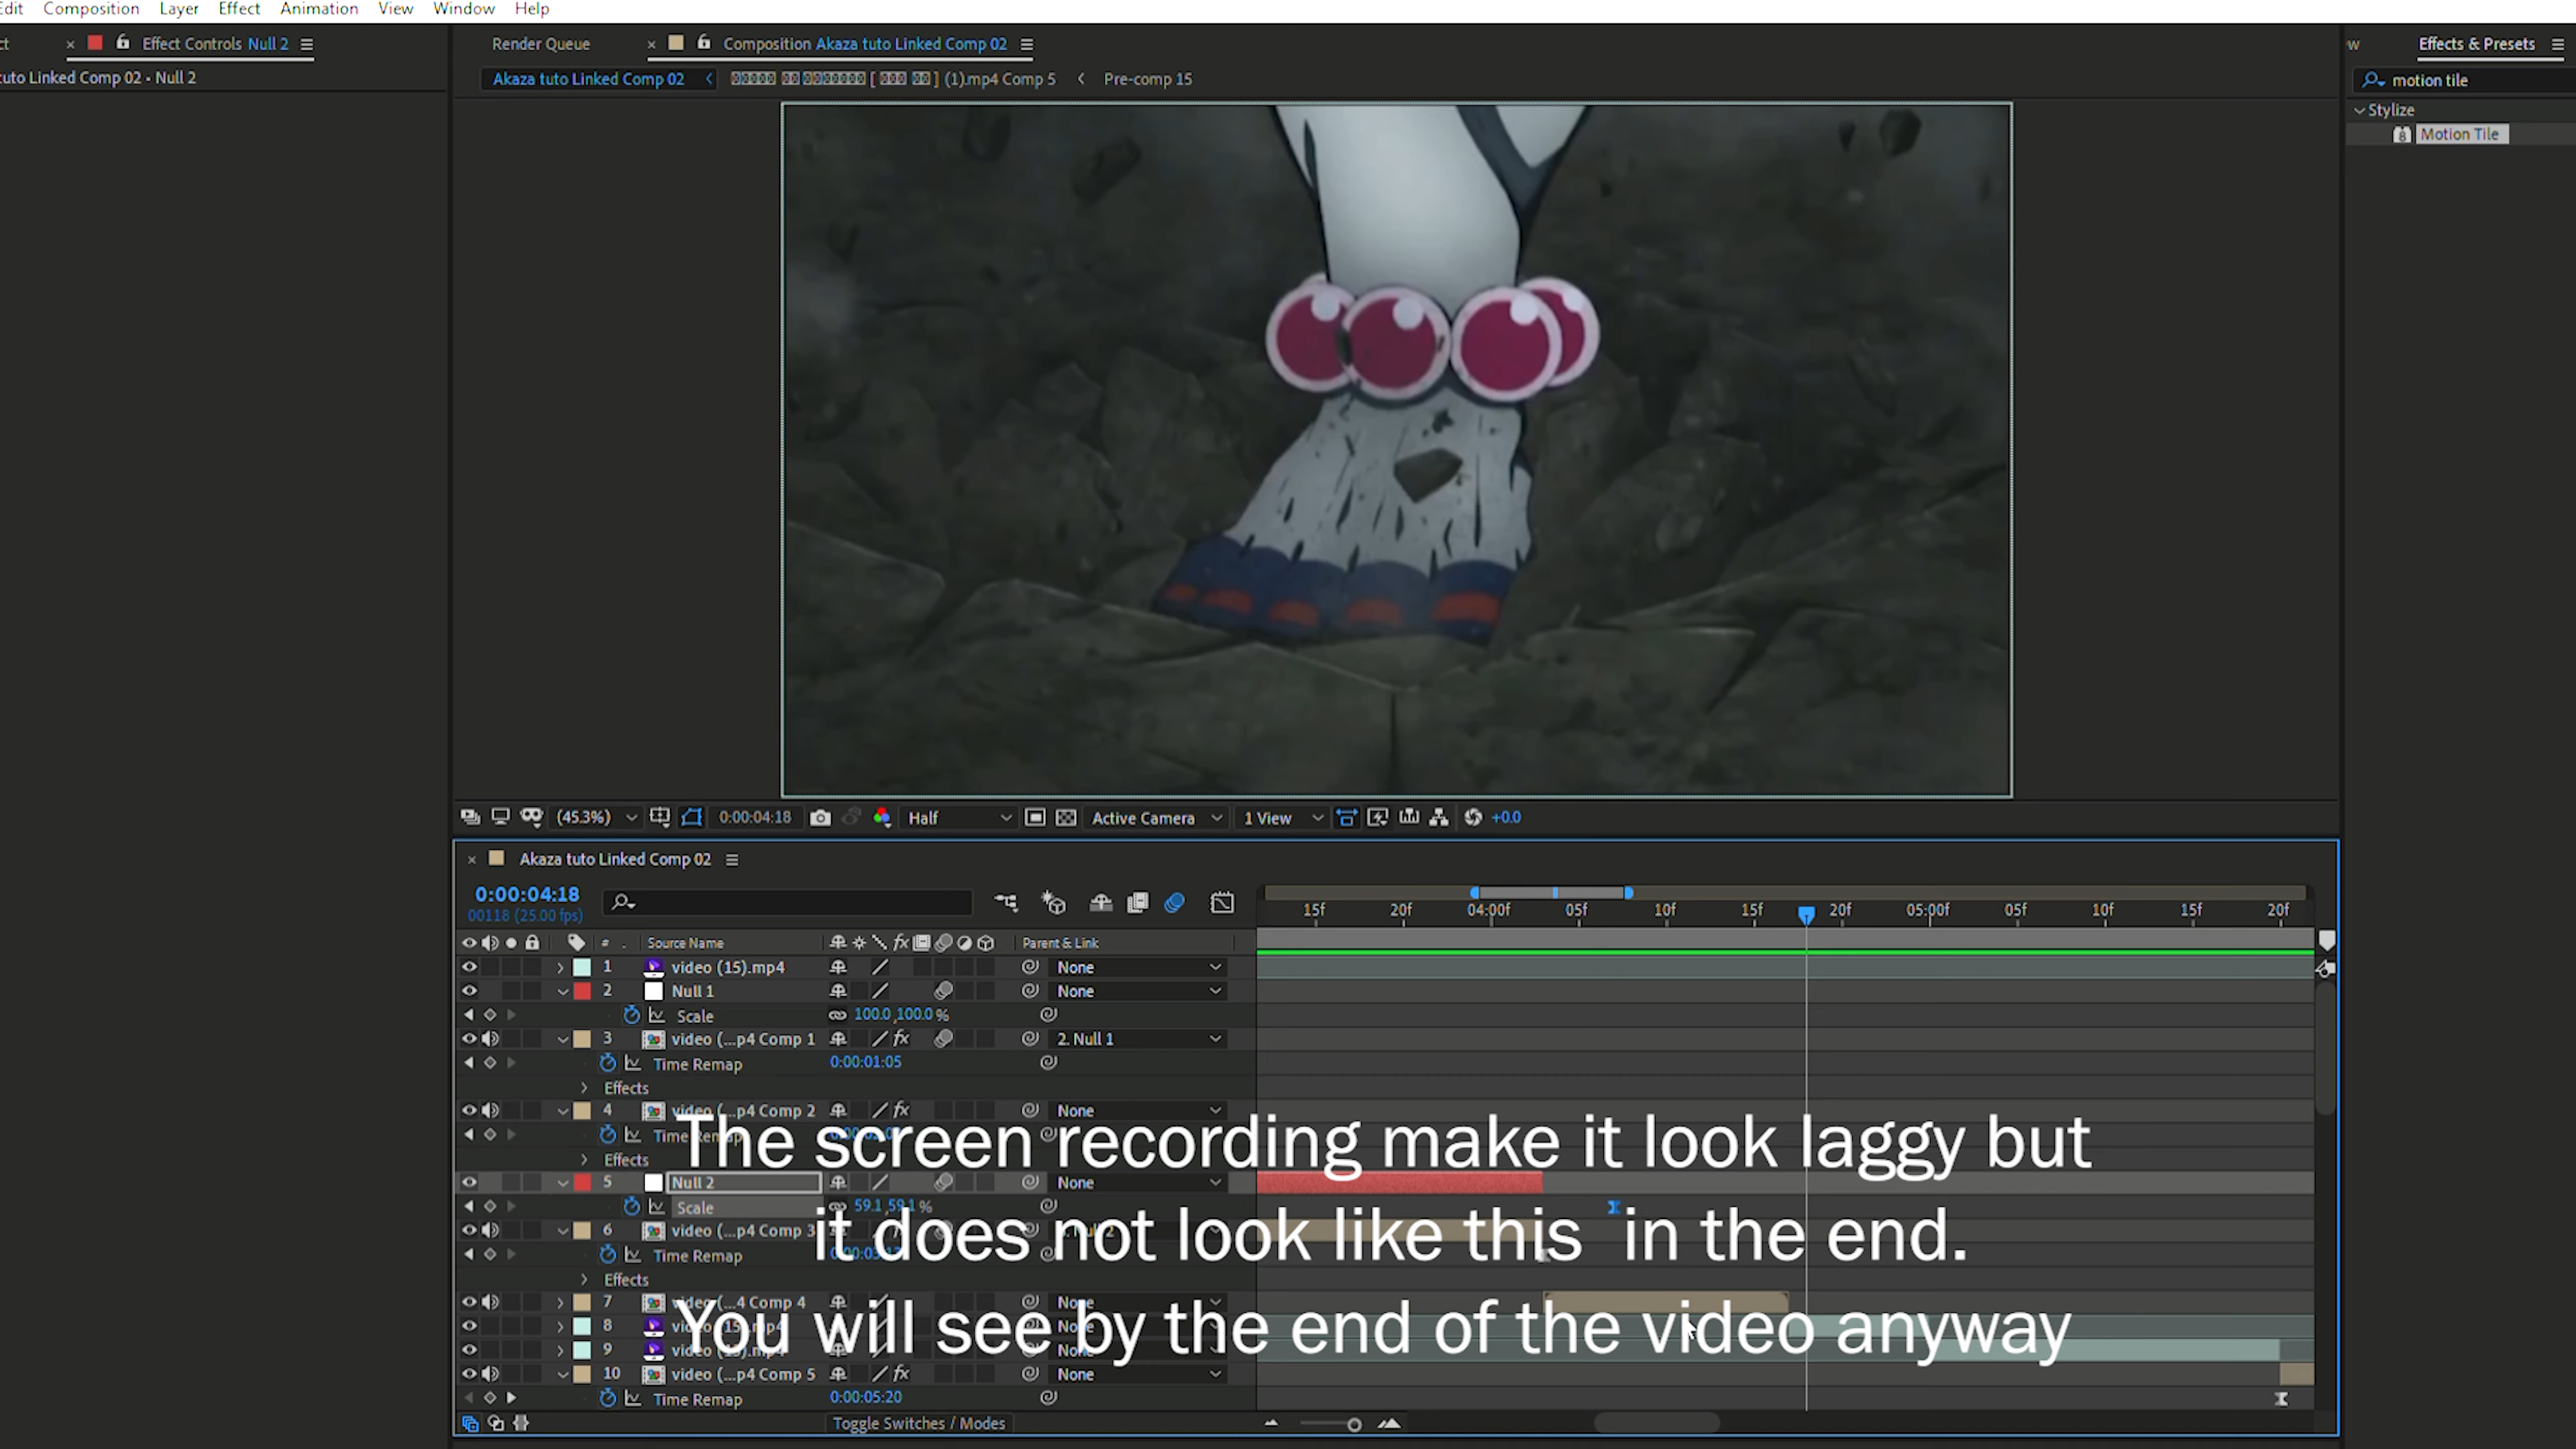 Edit Composition Layer Effect Animation View Window Help
Effect Controls Null 2
Render Queue
Composition Akaza tuto Linked Comp 02
Effects & Presets
tuto Linked Comp 02 • Null 2
Akaza tuto Linked Comp 02
(1).mp4 Comp 5
Pre-comp 15
motion tile
Stylize
Motion Tile
(45.3%)
0:00:04:18
Half
Active Camera
1 View
+0.0
Akaza tuto Linked Comp 02
0:00:04:18
00118 (25.00 fps)
15f 20f 04:00f 05f 10f 15f 20f 05:00f 05f 10f 15f 20f
# Source Name fx Parent & Link
1 video (15).mp4 None
2 Null 1 None
Scale 100.0,100.0 %
3 video (...p4 Comp 1 fx 2. Null 1
Time Remap 0:00:01:05
Effects
4 video (...p4 Comp 2 fx None
Effects
5 Null 2 None
Scale 59.1,59.1 %
6 video (...p4 Comp 3
Time Remap
Effects
7 video (...4 Comp 4 None
8
9
10 video (...p4 Comp 5 fx None
Time Remap 0:00:05:20
Toggle Switches / Modes
The screen recording make it look laggy but
it does not look like this in the end.
You will see by the end of the video anyway